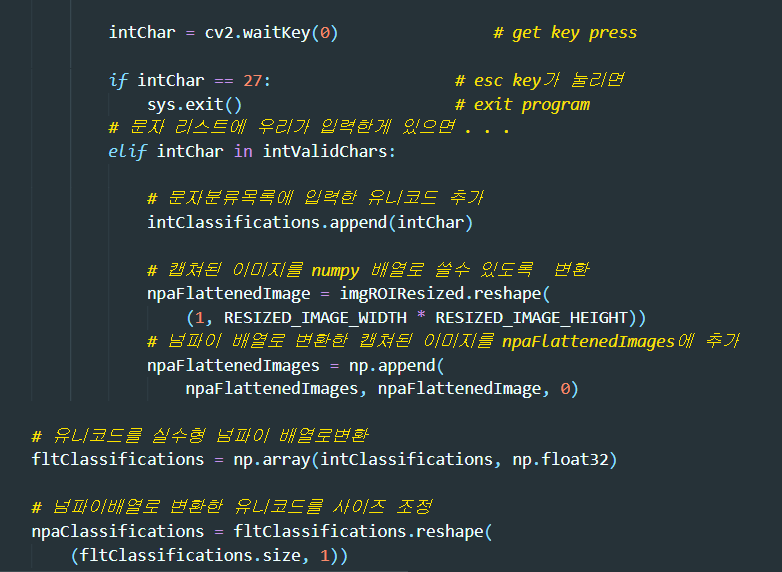 intChar = cv2.waitKey(0) # get key press
if intChar == 27: # esc key가 눌리면
sys.exit() # exit program
# 문자 리스트에 우리가 입력한게 있으면 . . .
elif intChar in intValidChars:
# 문자분류목록에 입력한 유니코드 추가
intClassifications.append(intChar)
# 캡쳐된 이미지를 numpy 배열로 쓸수 있도록 변환
npaFlattenedImage = imgROIResized.reshape(
(1, RESIZED_IMAGE_WIDTH * RESIZED_IMAGE_HEIGHT))
# 넘파이 배열로 변환한 캡쳐된 이미지를 npaFlattenedImages에 추가
npaFlattenedImages = np.append(
npaFlattenedImages, npaFlattenedImage, 0)
# 유니코드를 실수형 넘파이 배열로변환
fltClassifications = np.array(intClassifications, np.float32)
# 넘파이배열로 변환한 유니코드를 사이즈 조정
npaClassifications = fltClassifications.reshape(
(fltClassifications.size, 1))